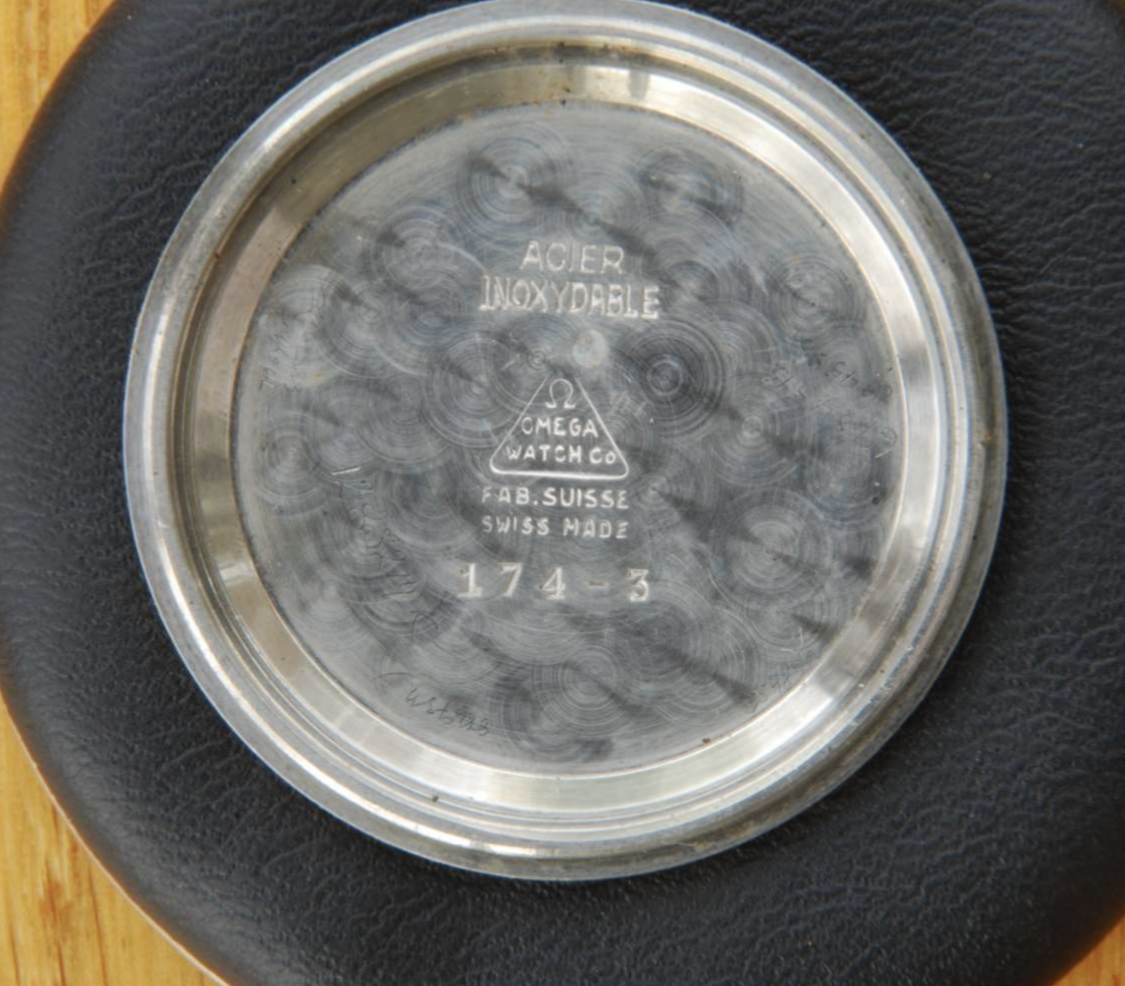 ACIER
INOXYDABLE
Ω
OMEGA
WATCH Co
FAB. SUISSE
SWISS MADE
174-3